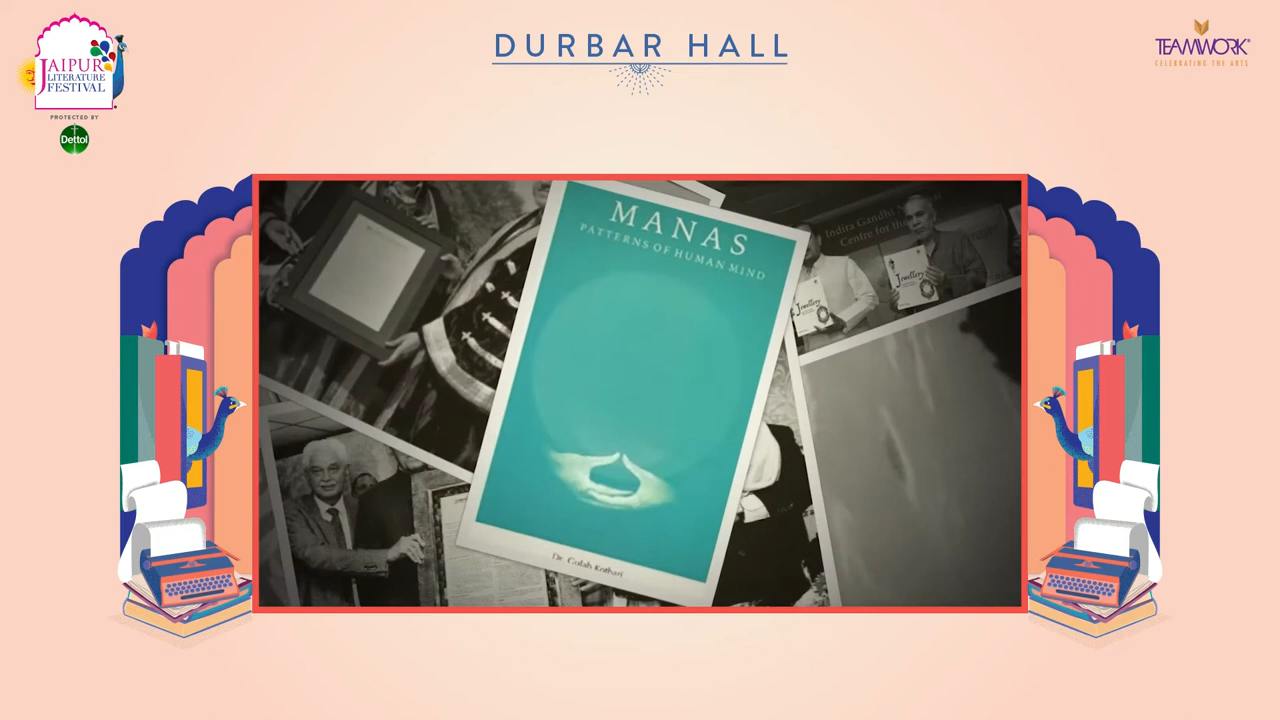 DURBAR HALL
JAIPUR
LITERATURE
FESTIVAL
PROTECTED BY
Dettol
TEAMWORK®
CELEBRATING THE ARTS
MANAS
PATTERNS OF HUMAN MIND
Dr. Gulab Kothari
Indira Gandhi
Centre for the
Jewellery
Jewellery